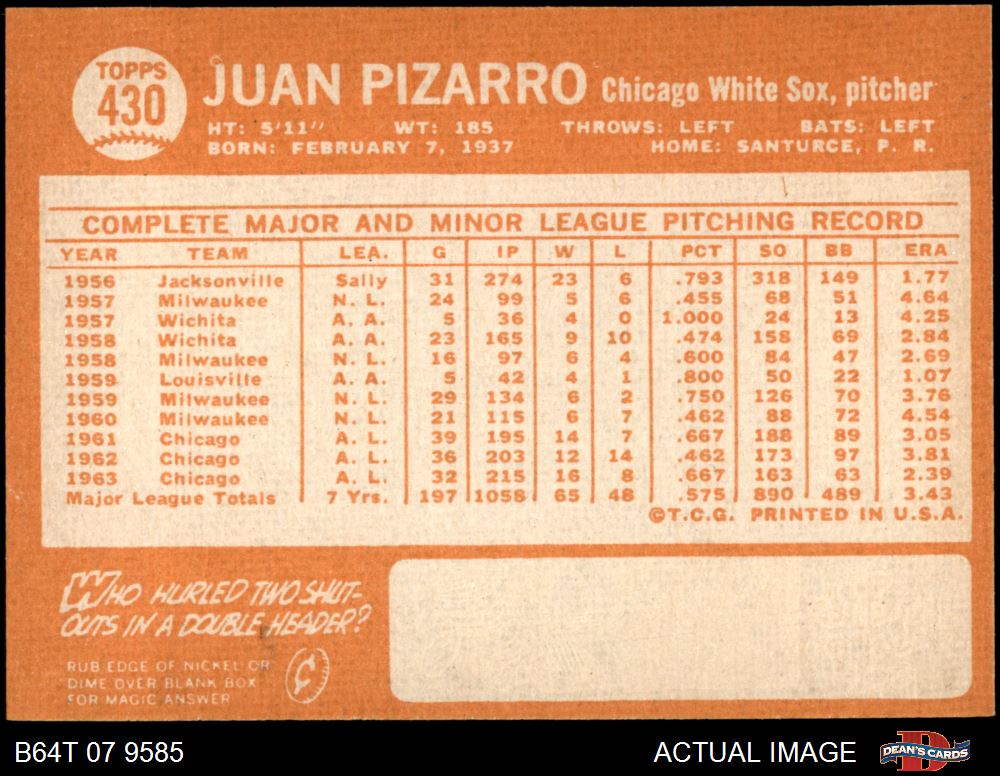 TOPPS
430
JUAN PIZARRO Chicago White Sox, pitcher
HT: 5'11" WT: 185 THROWS: LEFT BATS: LEFT
BORN: FEBRUARY 7, 1937 HOME: SANTURCE, P. R.
COMPLETE MAJOR AND MINOR LEAGUE PITCHING RECORD
YEAR TEAM LEA. G IP W L PCT SO BB ERA
1956 Jacksonville Sally 31 274 23 6 .793 318 149 1.77
1957 Milwaukee N. L. 24 99 5 6 .455 68 51 4.64
1957 Wichita A. A. 5 36 4 0 1.000 24 13 4.25
1958 Wichita A. A. 23 165 9 10 .474 158 69 2.84
1958 Milwaukee N. L. 16 97 6 4 .600 84 47 2.69
1959 Louisville A. A. 5 42 4 1 .800 50 22 1.07
1959 Milwaukee N. L. 29 134 6 2 .750 126 70 3.76
1960 Milwaukee N. L. 21 115 6 7 .462 88 72 4.54
1961 Chicago A. L. 39 195 14 7 .667 188 89 3.05
1962 Chicago A. L. 36 203 12 14 .462 173 97 3.81
1963 Chicago A. L. 32 215 16 8 .667 163 63 2.39
Major League Totals 7 Yrs. 197 1058 65 48 .575 890 489 3.43
©T.C.G. PRINTED IN U.S.A.
WHO HURLED TWO SHUT-
OUTS IN A DOUBLE HEADER?
RUB EDGE OF NICKEL OR
DIME OVER BLANK BOX
FOR MAGIC ANSWER
¢
B64T 07 9585 ACTUAL IMAGE DEAN'S CARDS